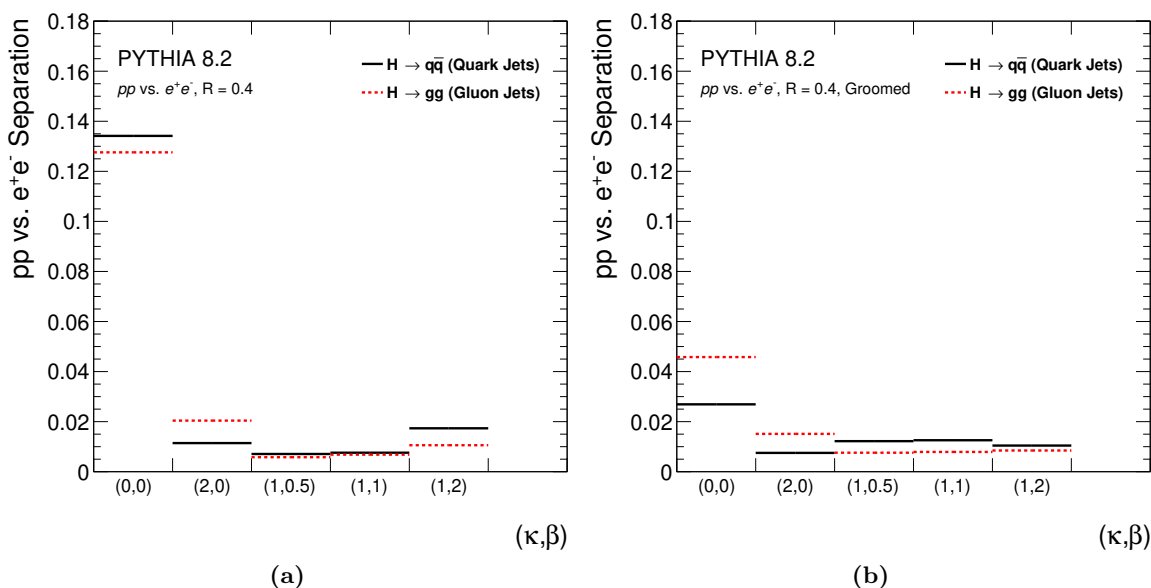 0.18
0.16
0.14
0.12
0.1
0.08
0.06
0.04
0.02
0
pp vs. e⁺e⁻ Separation
PYTHIA 8.2
pp vs. e⁺e⁻, R = 0.4
H → qq̅ (Quark Jets)
H → gg (Gluon Jets)
(0,0) (2,0) (1,0.5) (1,1) (1,2)
(κ,β)
(a)
0.18
0.16
0.14
0.12
0.1
0.08
0.06
0.04
0.02
0
pp vs. e⁺e⁻ Separation
PYTHIA 8.2
pp vs. e⁺e⁻, R = 0.4, Groomed
H → qq̅ (Quark Jets)
H → gg (Gluon Jets)
(0,0) (2,0) (1,0.5) (1,1) (1,2)
(κ,β)
(b)